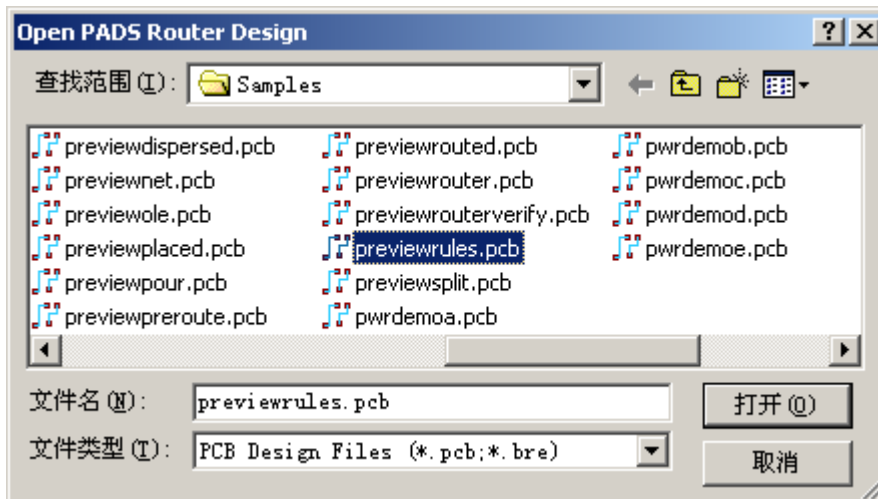 Open PADS Router Design
查找范围(I): Samples
previewdispersed.pcb previewrouted.pcb pwrdemob.pcb
previewnet.pcb previewrouter.pcb pwrdemoc.pcb
previewole.pcb previewrouterverify.pcb pwrdemod.pcb
previewplaced.pcb previewrules.pcb pwrdemoe.pcb
previewpour.pcb previewsplit.pcb
previewpreroute.pcb pwrdemoa.pcb
文件名(N): previewrules.pcb 打开(O)
文件类型(T): PCB Design Files (*.pcb;*.bre) 取消